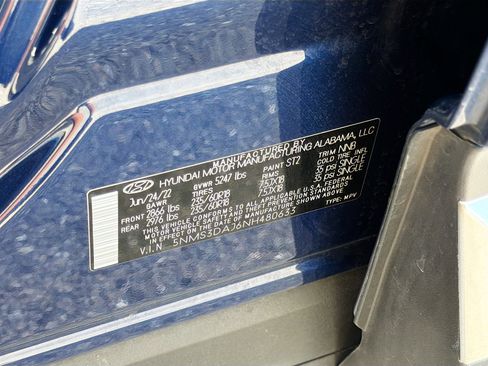 MANUFACTURED BY
HYUNDAI MOTOR MANUFACTURING ALABAMA, LLC
Jun/24/22 GVWR 5247 lbs PAINT ST2 TRIM NNB
GAWR TIRES RIMS COLD TIRE INFL.
FRONT 2866 lbs 235/60R18 7.5JX18 35 psi SINGLE
REAR 2976 lbs 235/60R18 7.5JX18 35 psi SINGLE
THIS VEHICLE CONFORMS TO ALL APPLICABLE U.S.A. FEDERAL
MOTOR VEHICLE SAFETY AND THEFT PREVENTION STANDARDS
IN EFFECT ON THE DATE OF MANUFACTURE SHOWN ABOVE.
V.I.N. 5NMS3DAJ6NH480633 TYPE: MPV